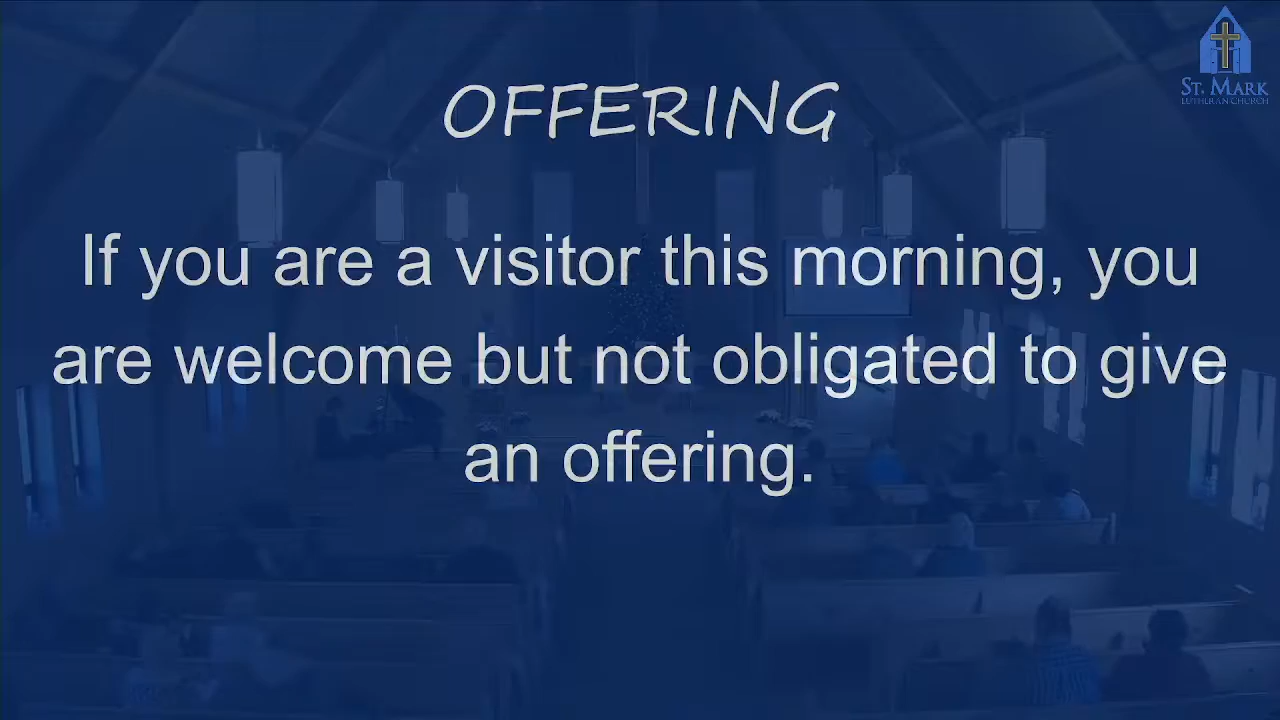 ST. MARK
LUTHERAN CHURCH
OFFERING
If you are a visitor this morning, you
are welcome but not obligated to give
an offering.